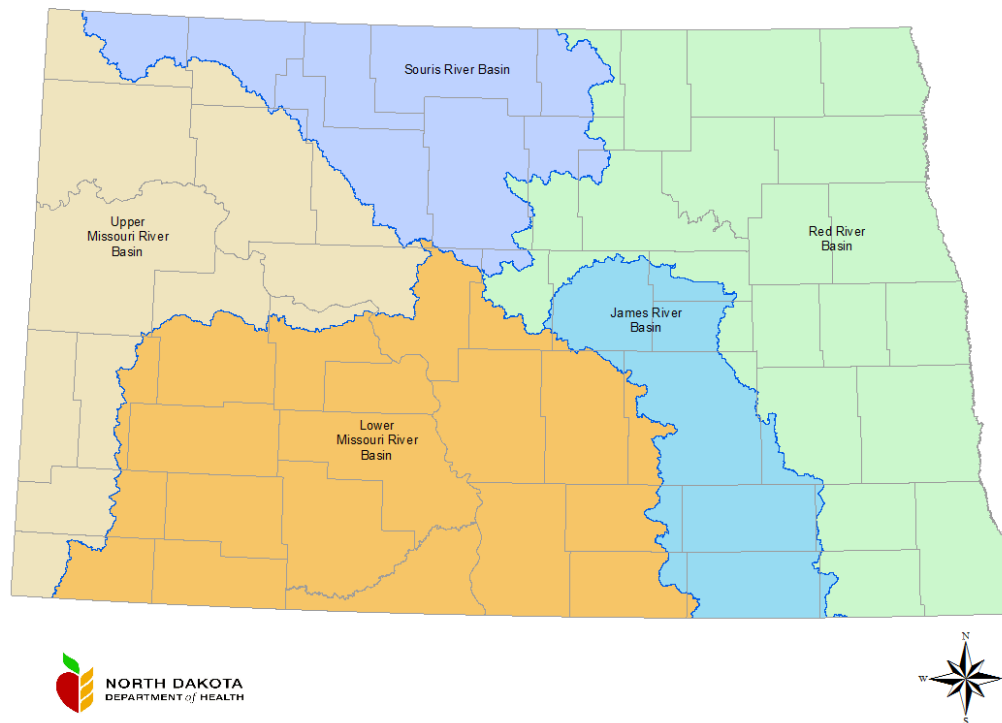 Souris River Basin
Upper
Missouri River
Basin
Red River
Basin
James River
Basin
Lower
Missouri River
Basin
NORTH DAKOTA
DEPARTMENT of HEALTH
N
W
S